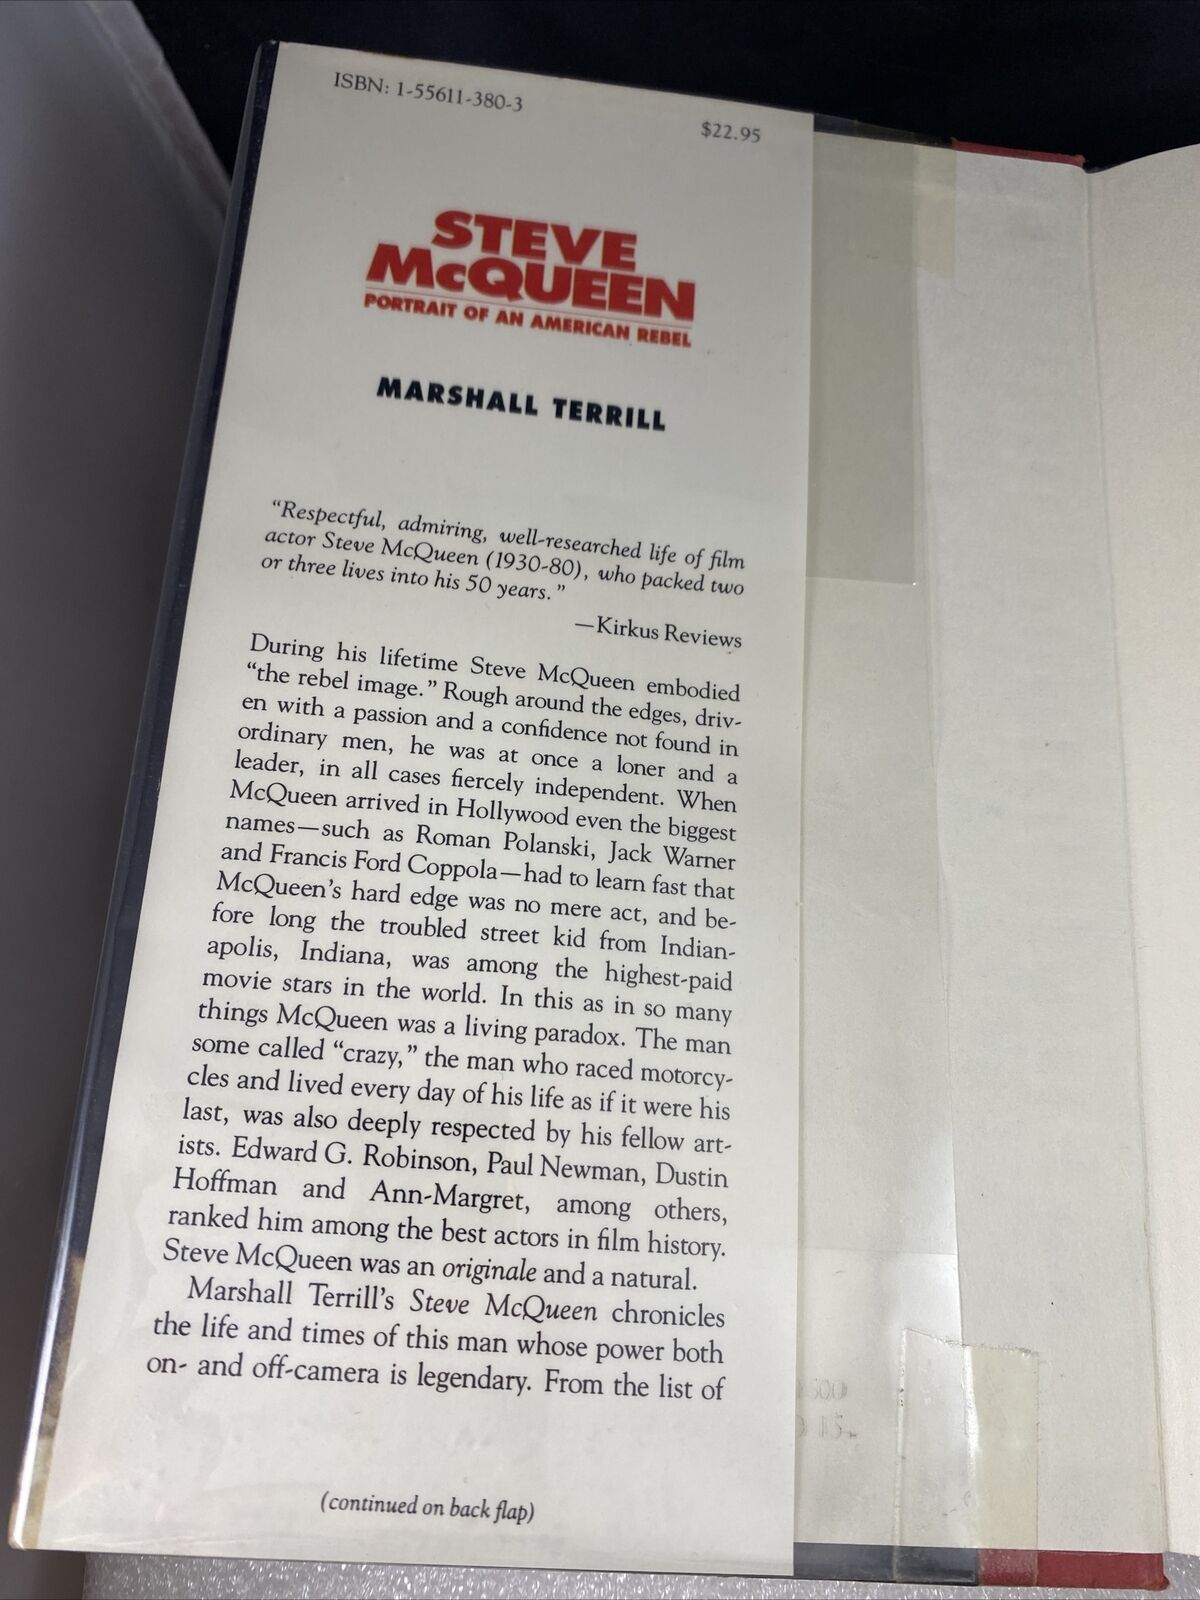 ISBN: 1-55611-380-3
$22.95
STEVE
McQUEEN
PORTRAIT OF AN AMERICAN REBEL
MARSHALL TERRILL
“Respectful, admiring, well-researched life of film
actor Steve McQueen (1930-80), who packed two
or three lives into his 50 years.”
—Kirkus Reviews
During his lifetime Steve McQueen embodied
“the rebel image.” Rough around the edges, driv-
en with a passion and a confidence not found in
ordinary men, he was at once a loner and a
leader, in all cases fiercely independent. When
McQueen arrived in Hollywood even the biggest
names—such as Roman Polanski, Jack Warner
and Francis Ford Coppola—had to learn fast that
McQueen’s hard edge was no mere act, and be-
fore long the troubled street kid from Indian-
apolis, Indiana, was among the highest-paid
movie stars in the world. In this as in so many
things McQueen was a living paradox. The man
some called “crazy,” the man who raced motorcy-
cles and lived every day of his life as if it were his
last, was also deeply respected by his fellow art-
ists. Edward G. Robinson, Paul Newman, Dustin
Hoffman and Ann-Margret, among others,
ranked him among the best actors in film history.
Steve McQueen was an originale and a natural.
Marshall Terrill’s Steve McQueen chronicles
the life and times of this man whose power both
on- and off-camera is legendary. From the list of
(continued on back flap)